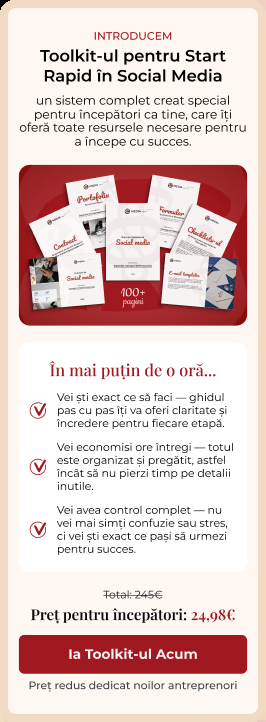 INTRODUCEM
Toolkit-ul pentru Start
Rapid în Social Media
un sistem complet creat special
pentru începători ca tine, care îți
oferă toate resursele necesare pentru
a începe cu succes.
Portofoliu
Formular
Contract
Social media
Checklist-ul
Social media
E-mail templates
100+
pagini
În mai puțin de o oră...
Vei ști exact ce să faci — ghidul
pas cu pas îți va oferi claritate și
încredere pentru fiecare etapă.
Vei economisi ore întregi — totul
este organizat și pregătit, astfel
încât să nu pierzi timp pe detalii
inutile.
Vei avea control complet — nu
vei mai simți confuzie sau stres,
ci vei ști exact ce pași să urmezi
pentru succes.
Total: 245€
Preț pentru începători: 24,98€
Ia Toolkit-ul Acum
Preț redus dedicat noilor antreprenori